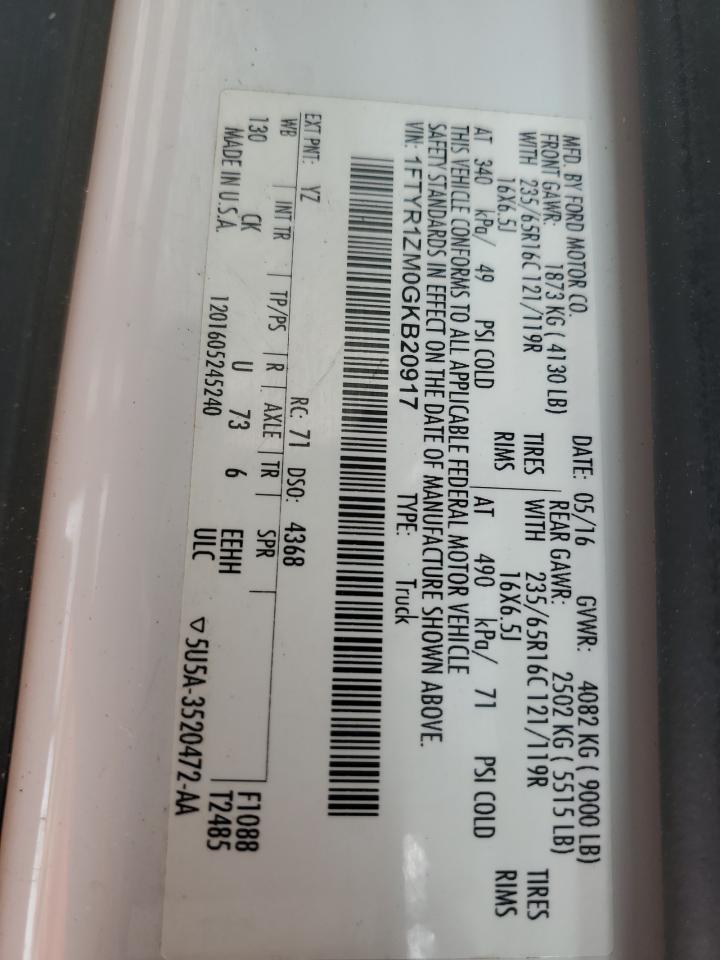 MFD. BY FORD MOTOR CO. DATE: 05/16 GVWR: 4082 KG ( 9000 LB)
FRONT GAWR: 1873 KG ( 4130 LB) REAR GAWR: 2502 KG ( 5515 LB)
WITH 235/65R16C 121/119R TIRES WITH 235/65R16C 121/119R TIRES
16X6.5J RIMS 16X6.5J RIMS
AT 340 kPa/ 49 PSI COLD AT 490 kPa/ 71 PSI COLD
THIS VEHICLE CONFORMS TO ALL APPLICABLE FEDERAL MOTOR VEHICLE
SAFETY STANDARDS IN EFFECT ON THE DATE OF MANUFACTURE SHOWN ABOVE.
VIN: 1FTYR1ZM0GKB20917 TYPE: Truck
EXT PNT: YZ RC: 71 DSO: 4368
WB INT TR TP/PS R AXLE TR SPR F1088
130 CK U 73 6 EEHH T2485
MADE IN U.S.A. 1201605245240 ULC ▽ 5U5A-3520472-AA